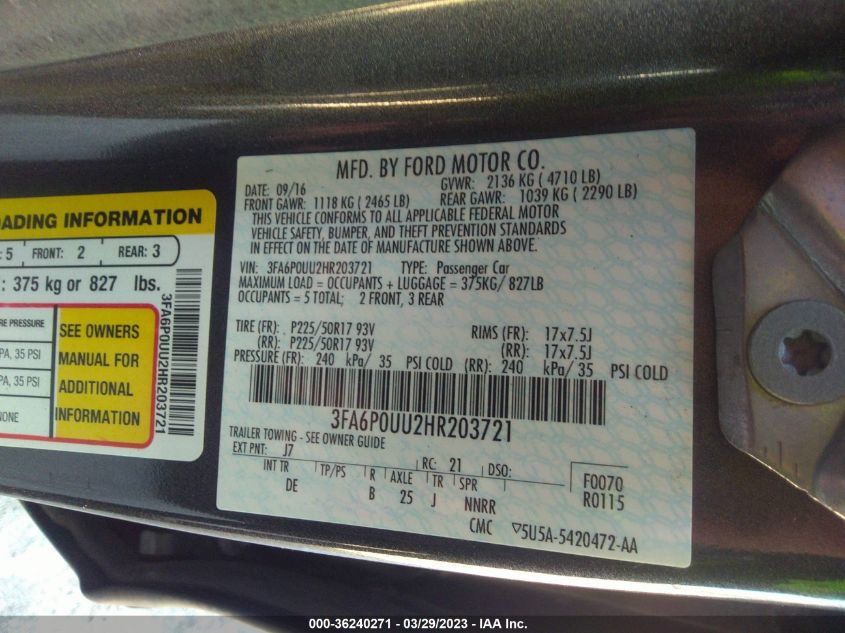 MFD. BY FORD MOTOR CO.
DATE: 09/16 GVWR: 2136 KG ( 4710 LB)
FRONT GAWR: 1118 KG ( 2465 LB) REAR GAWR: 1039 KG ( 2290 LB)
THIS VEHICLE CONFORMS TO ALL APPLICABLE FEDERAL MOTOR
VEHICLE SAFETY, BUMPER, AND THEFT PREVENTION STANDARDS
IN EFFECT ON THE DATE OF MANUFACTURE SHOWN ABOVE.
VIN: 3FA6P0UU2HR203721 TYPE: Passenger Car
MAXIMUM LOAD = OCCUPANTS + LUGGAGE = 375KG/ 827LB
OCCUPANTS = 5 TOTAL; 2 FRONT, 3 REAR
TIRE (FR): P225/50R17 93V RIMS (FR): 17x7.5J
(RR): P225/50R17 93V (RR): 17x7.5J
PRESSURE (FR): 240 kPa/ 35 PSI COLD (RR): 240 kPa/ 35 PSI COLD
3FA6P0UU2HR203721
TRAILER TOWING - SEE OWNER GUIDE
EXT PNT: J7 RC: 21 DSO:
INT TR TP/PS R AXLE TR SPR F0070
DE B 25 J NNRR R0115
CMC ▽5U5A-5420472-AA
OADING INFORMATION
: 5 FRONT: 2 REAR: 3
: 375 kg or 827 lbs.
RE PRESSURE
PA, 35 PSI
PA, 35 PSI
NONE
SEE OWNERS
MANUAL FOR
ADDITIONAL
INFORMATION
3FA6P0UU2HR203721
000-36240271 - 03/29/2023 - IAA Inc.